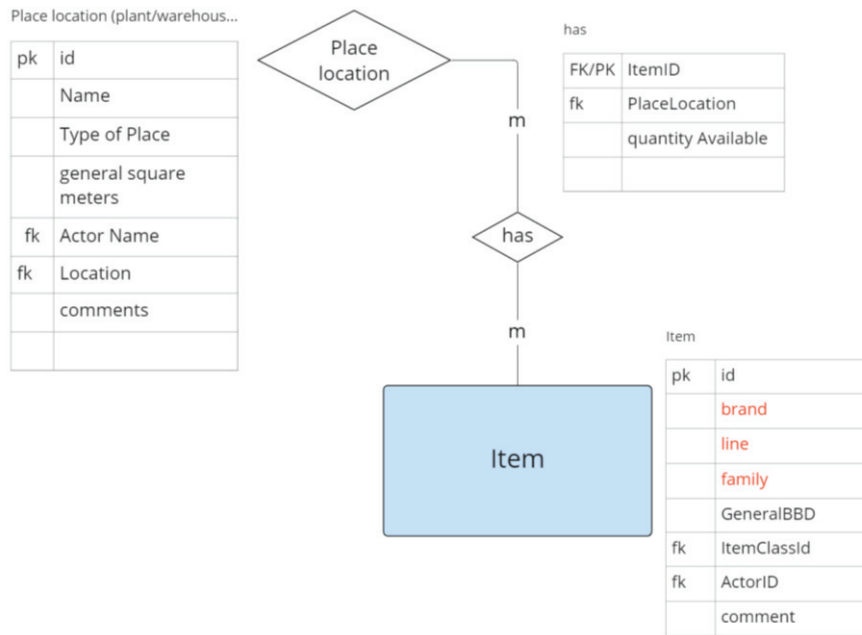 Place location (plant/warehous...
pk id
Name
Type of Place
general square
meters
fk Actor Name
fk Location
comments
Place
location
m
has
m
Item
has
FK/PK ItemID
fk PlaceLocation
quantity Available
Item
pk id
brand
line
family
GeneralBBD
fk ItemClassId
fk ActorID
comment